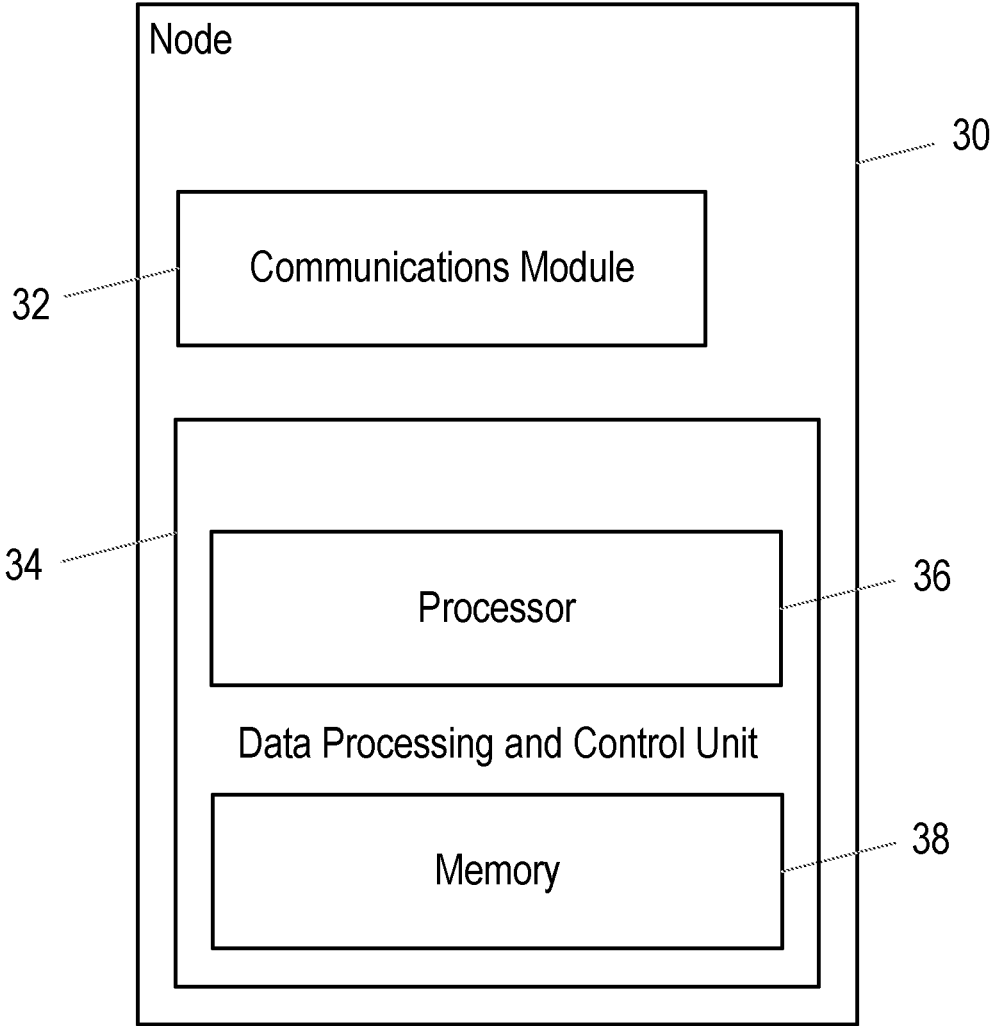 Node
30
Communications Module
32
34
Processor
36
Data Processing and Control Unit
Memory
38